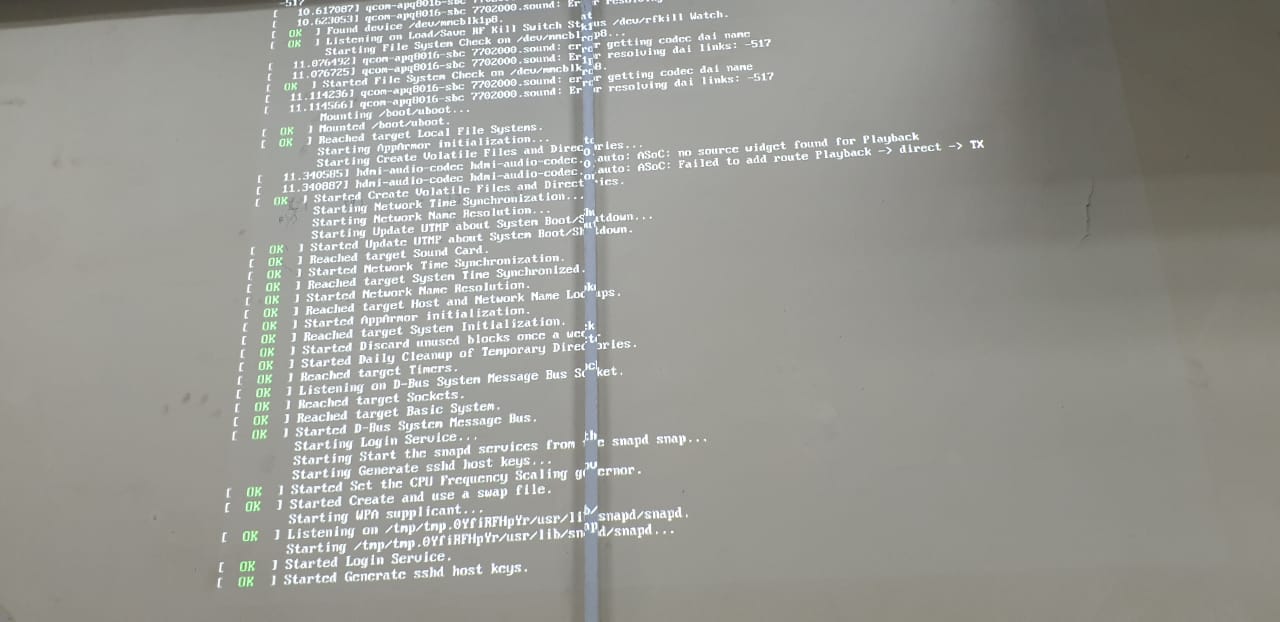 -517
[ 10.617087] qcom-apq8016-sbc 7702000.sound: Error resolving
[ 10.623053] qcom-apq8016-sbc 7702000.sound:
[ OK ] Found device /dev/mmcblk1p8.
[ OK ] Listening on Load/Save RF Kill Switch Status /dev/rfkill Watch.
Starting File System Check on /dev/mmcblk1p8...
[ 11.076492] qcom-apq8016-sbc 7702000.sound: error getting codec dai name
[ 11.076725] qcom-apq8016-sbc 7702000.sound: Error resolving dai links: -517
[ OK ] Started File System Check on /dev/mmcblk1p8.
[ 11.114236] qcom-apq8016-sbc 7702000.sound: error getting codec dai name
[ 11.114566] qcom-apq8016-sbc 7702000.sound: Error resolving dai links: -517
Mounting /boot/uboot...
[ OK ] Mounted /boot/uboot.
[ OK ] Reached target Local File Systems.
Starting AppArmor initialization...
Starting Create Volatile Files and Directories...
[ 11.340585] hdmi-audio-codec hdmi-audio-codec.0.auto: ASoC: no source widget found for Playback
[ 11.340887] hdmi-audio-codec hdmi-audio-codec.0.auto: ASoC: Failed to add route Playback -> direct -> TX
[ OK ] Started Create Volatile Files and Directories.
Starting Network Time Synchronization...
Starting Network Name Resolution...
Starting Update UTMP about System Boot/Shutdown...
[ OK ] Started Update UTMP about System Boot/Shutdown.
[ OK ] Reached target Sound Card.
[ OK ] Started Network Time Synchronization.
[ OK ] Reached target System Time Synchronized.
[ OK ] Started Network Name Resolution.
[ OK ] Reached target Host and Network Name Lookups.
[ OK ] Started AppArmor initialization.
[ OK ] Reached target System Initialization.
[ OK ] Started Discard unused blocks once a week.
[ OK ] Started Daily Cleanup of Temporary Directories.
[ OK ] Reached target Timers.
[ OK ] Listening on D-Bus System Message Bus Socket.
[ OK ] Reached target Sockets.
[ OK ] Reached target Basic System.
[ OK ] Started D-Bus System Message Bus.
Starting Login Service...
Starting Start the snapd services from the snapd snap...
Starting Generate sshd host keys...
[ OK ] Started Set the CPU Frequency Scaling governor.
[ OK ] Started Create and use a swap file.
Starting WPA supplicant...
[ OK ] Listening on /tmp/tmp.0YfiRFHpYr/usr/lib/snapd/snapd.
Starting /tmp/tmp.0YfiRFHpYr/usr/lib/snapd/snapd...
[ OK ] Started Login Service.
[ OK ] Started Generate sshd host keys.